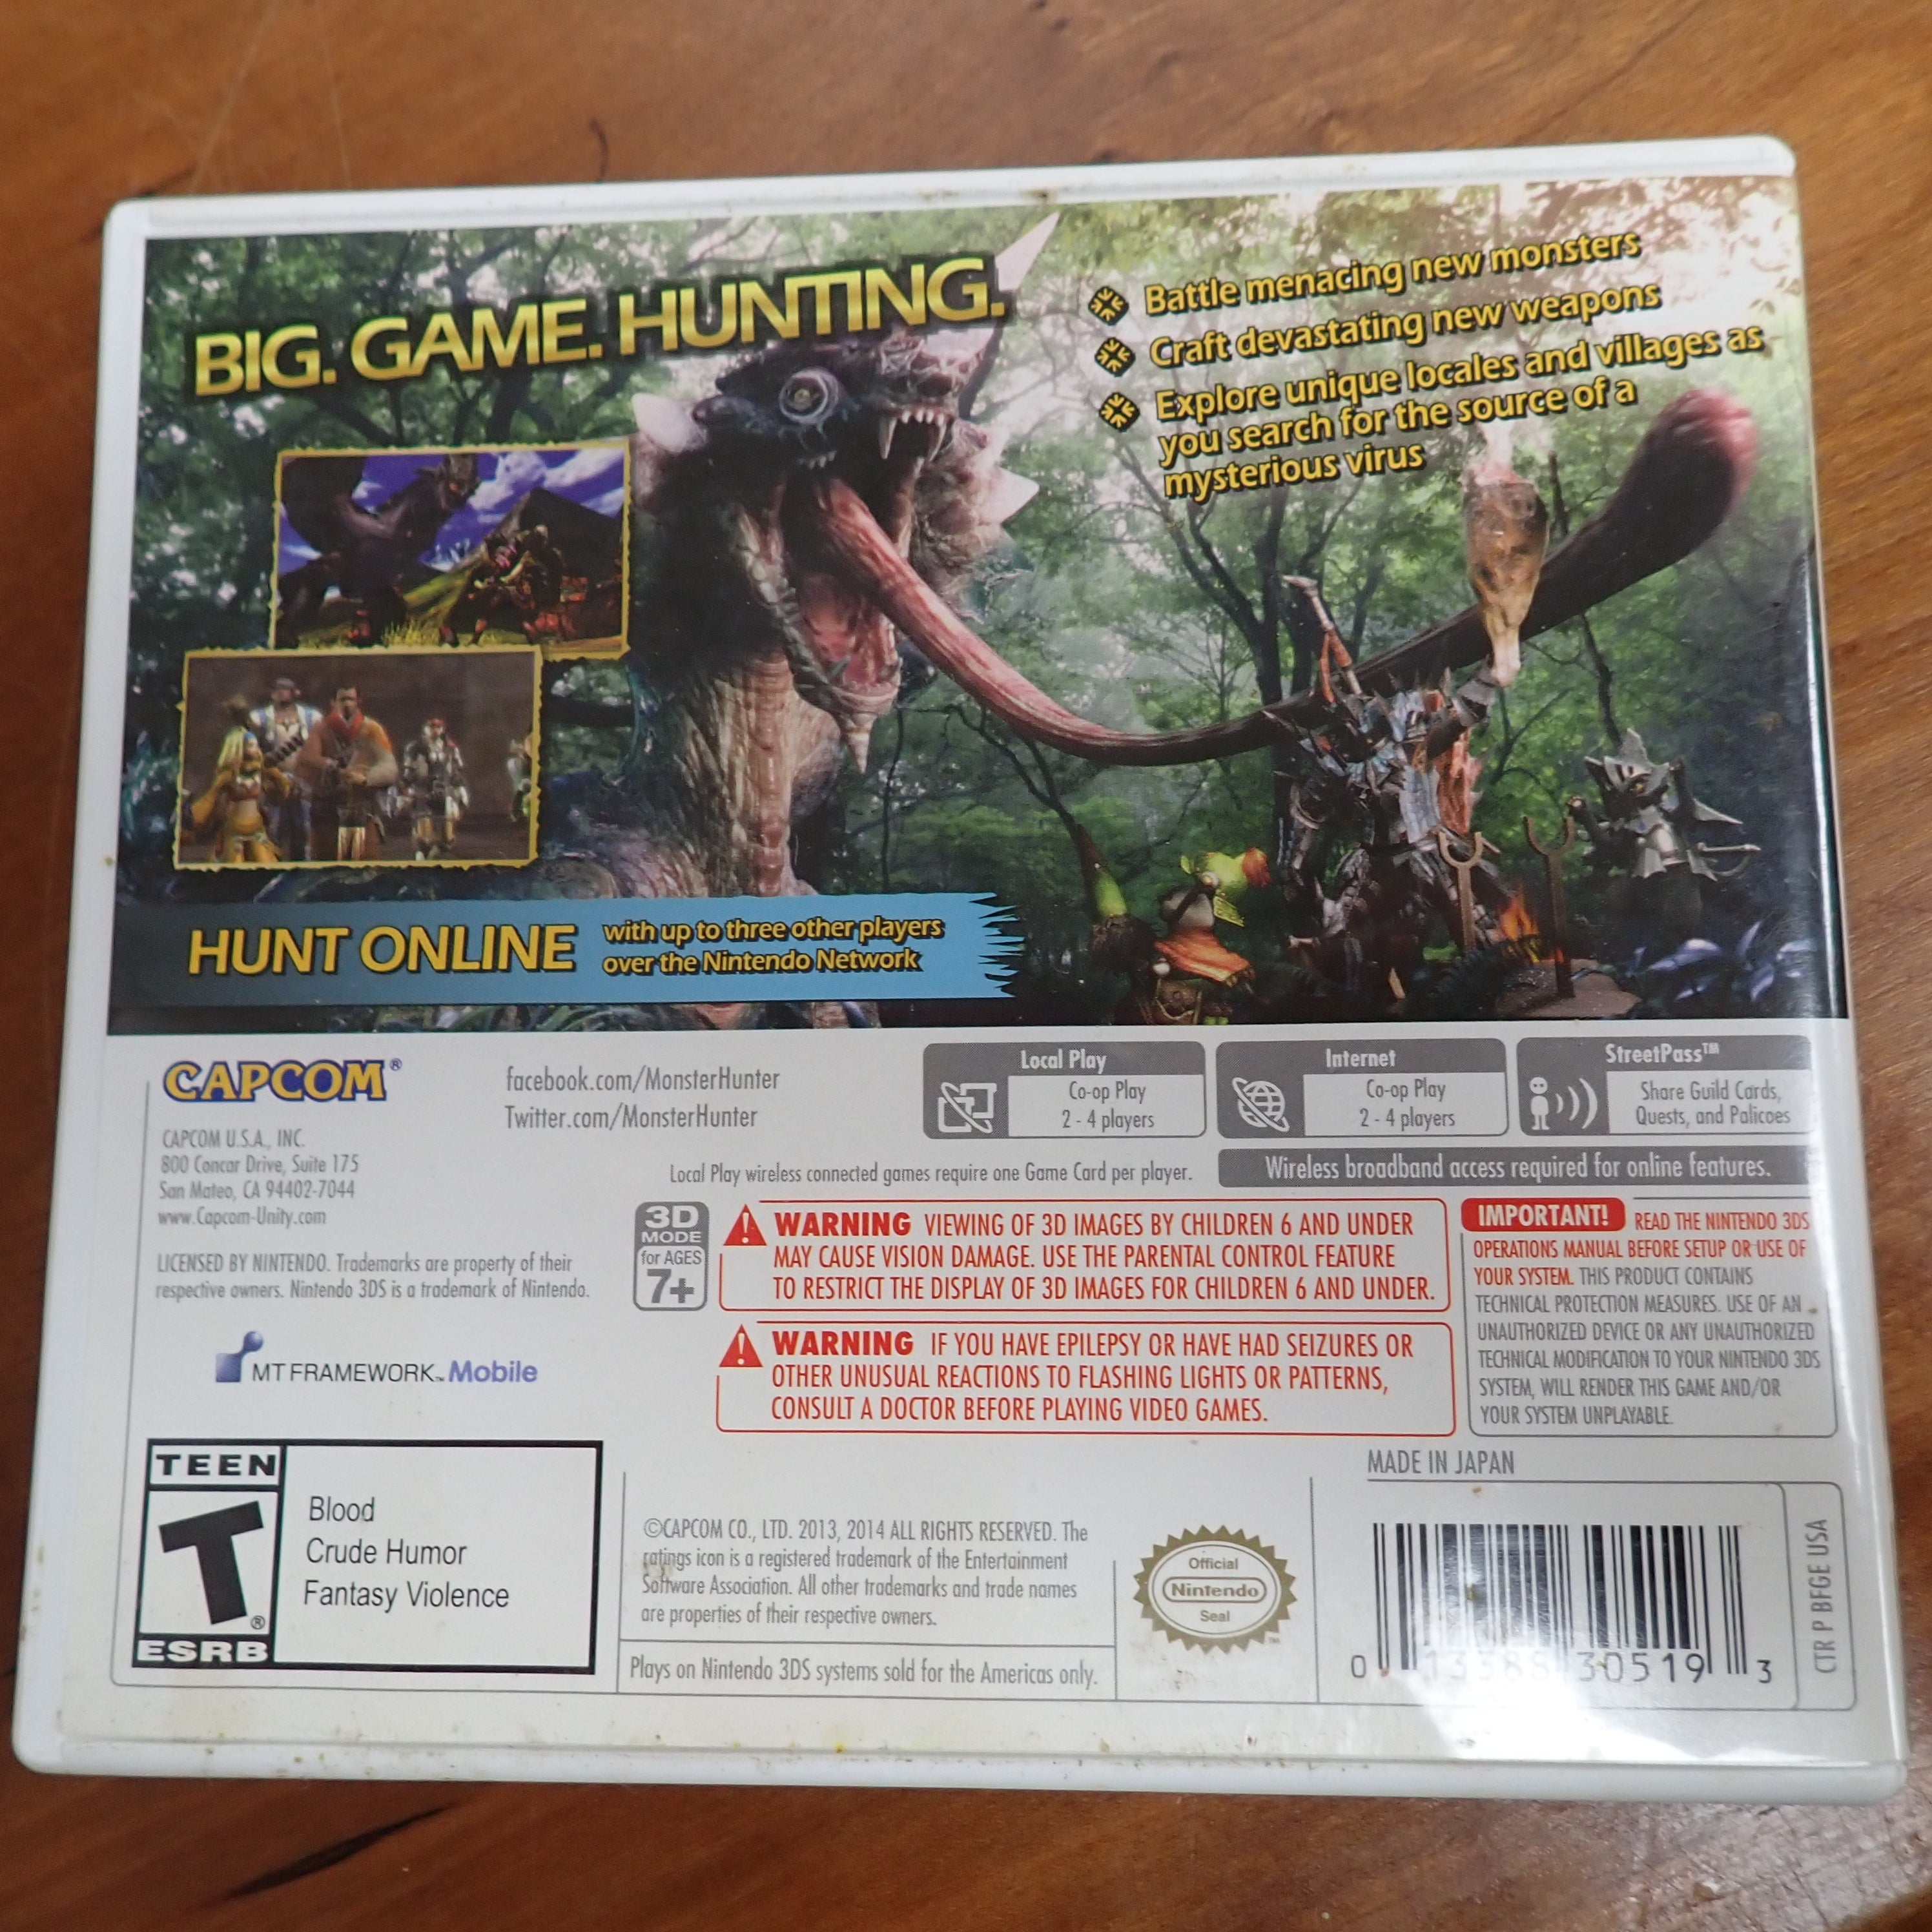 BIG. GAME. HUNTING.
Battle menacing new monsters
Craft devastating new weapons
Explore unique locales and villages as
you search for the source of a
mysterious virus
HUNT ONLINE
with up to three other players
over the Nintendo Network
CAPCOM®
CAPCOM U.S.A., INC.
800 Concar Drive, Suite 175
San Mateo, CA 94402-7044
www.Capcom-Unity.com
facebook.com/MonsterHunter
Twitter.com/MonsterHunter
Local Play
Co-op Play
2 - 4 players
Internet
Co-op Play
2 - 4 players
StreetPass™
Share Guild Cards,
Quests, and Palicoes
Local Play wireless connected games require one Game Card per player.
Wireless broadband access required for online features.
LICENSED BY NINTENDO. Trademarks are property of their
respective owners. Nintendo 3DS is a trademark of Nintendo.
MT FRAMEWORK™ Mobile
3D
MODE
for AGES
7+
WARNING VIEWING OF 3D IMAGES BY CHILDREN 6 AND UNDER
MAY CAUSE VISION DAMAGE. USE THE PARENTAL CONTROL FEATURE
TO RESTRICT THE DISPLAY OF 3D IMAGES FOR CHILDREN 6 AND UNDER.
WARNING IF YOU HAVE EPILEPSY OR HAVE HAD SEIZURES OR
OTHER UNUSUAL REACTIONS TO FLASHING LIGHTS OR PATTERNS,
CONSULT A DOCTOR BEFORE PLAYING VIDEO GAMES.
IMPORTANT! READ THE NINTENDO 3DS
OPERATIONS MANUAL BEFORE SETUP OR USE OF
YOUR SYSTEM. THIS PRODUCT CONTAINS
TECHNICAL PROTECTION MEASURES. USE OF AN
UNAUTHORIZED DEVICE OR ANY UNAUTHORIZED
TECHNICAL MODIFICATION TO YOUR NINTENDO 3DS
SYSTEM, WILL RENDER THIS GAME AND/OR
YOUR SYSTEM UNPLAYABLE.
TEEN
T®
ESRB
Blood
Crude Humor
Fantasy Violence
©CAPCOM CO., LTD. 2013, 2014 ALL RIGHTS RESERVED. The
ratings icon is a registered trademark of the Entertainment
Software Association. All other trademarks and trade names
are properties of their respective owners.
Plays on Nintendo 3DS systems sold for the Americas only.
Official
Nintendo
Seal
™
MADE IN JAPAN
0 13388 30519 3
CTR P BFGE USA